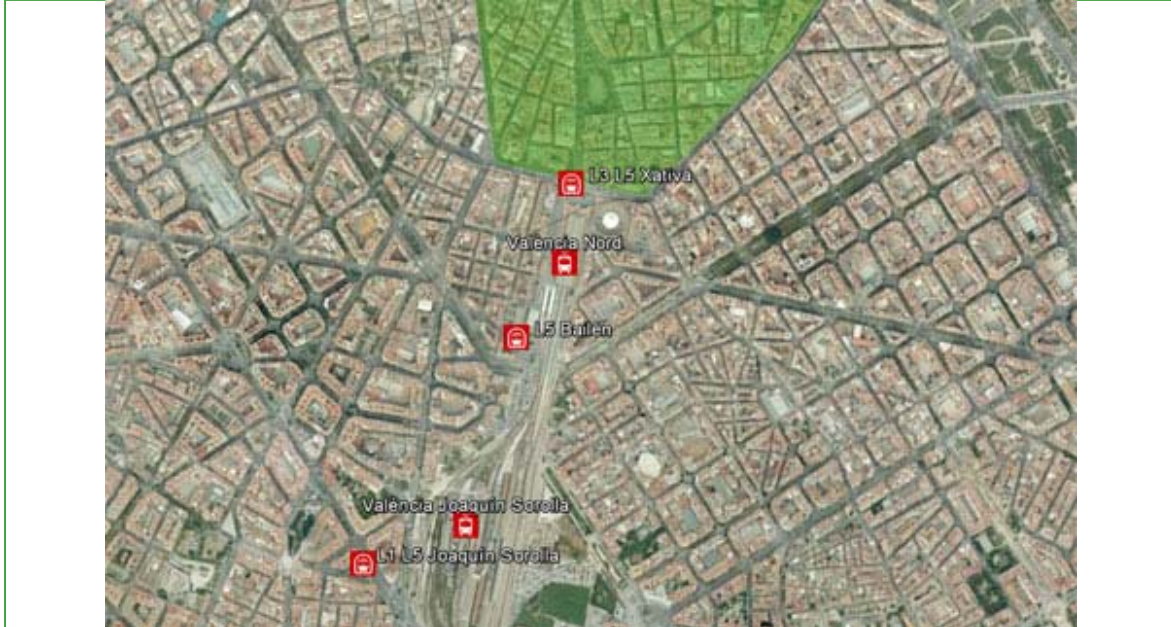 L3 L5 Xàtiva
València Nord
L5 Bailén
València Joaquín Sorolla
L1 L5 Joaquín Sorolla